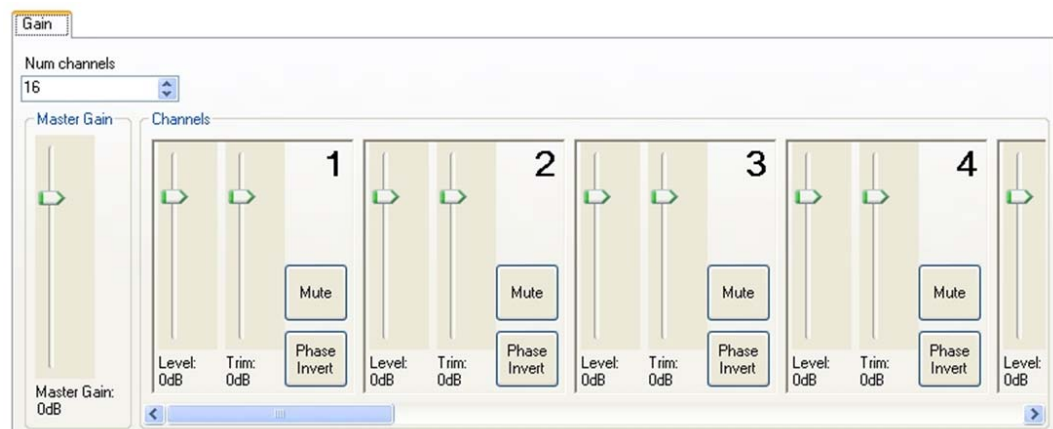 Gain
Num channels
16
Master Gain
Master Gain:
0dB
Channels
1
Mute
Phase
Invert
Level:
0dB
Trim:
0dB
2
Mute
Phase
Invert
Level:
0dB
Trim:
0dB
3
Mute
Phase
Invert
Level:
0dB
Trim:
0dB
4
Mute
Phase
Invert
Level:
0dB
Trim:
0dB
Level:
0dB